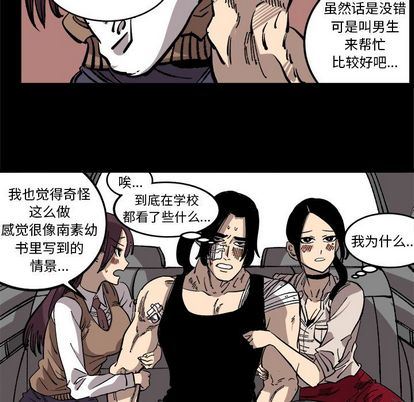 虽然话是没错
可是叫男生
来帮忙
比较好吧...
我也觉得奇怪
这么做
感觉很像南素幼
书里写到的
情景...
唉...
到底在学校
都看了些什么...
我为什么..